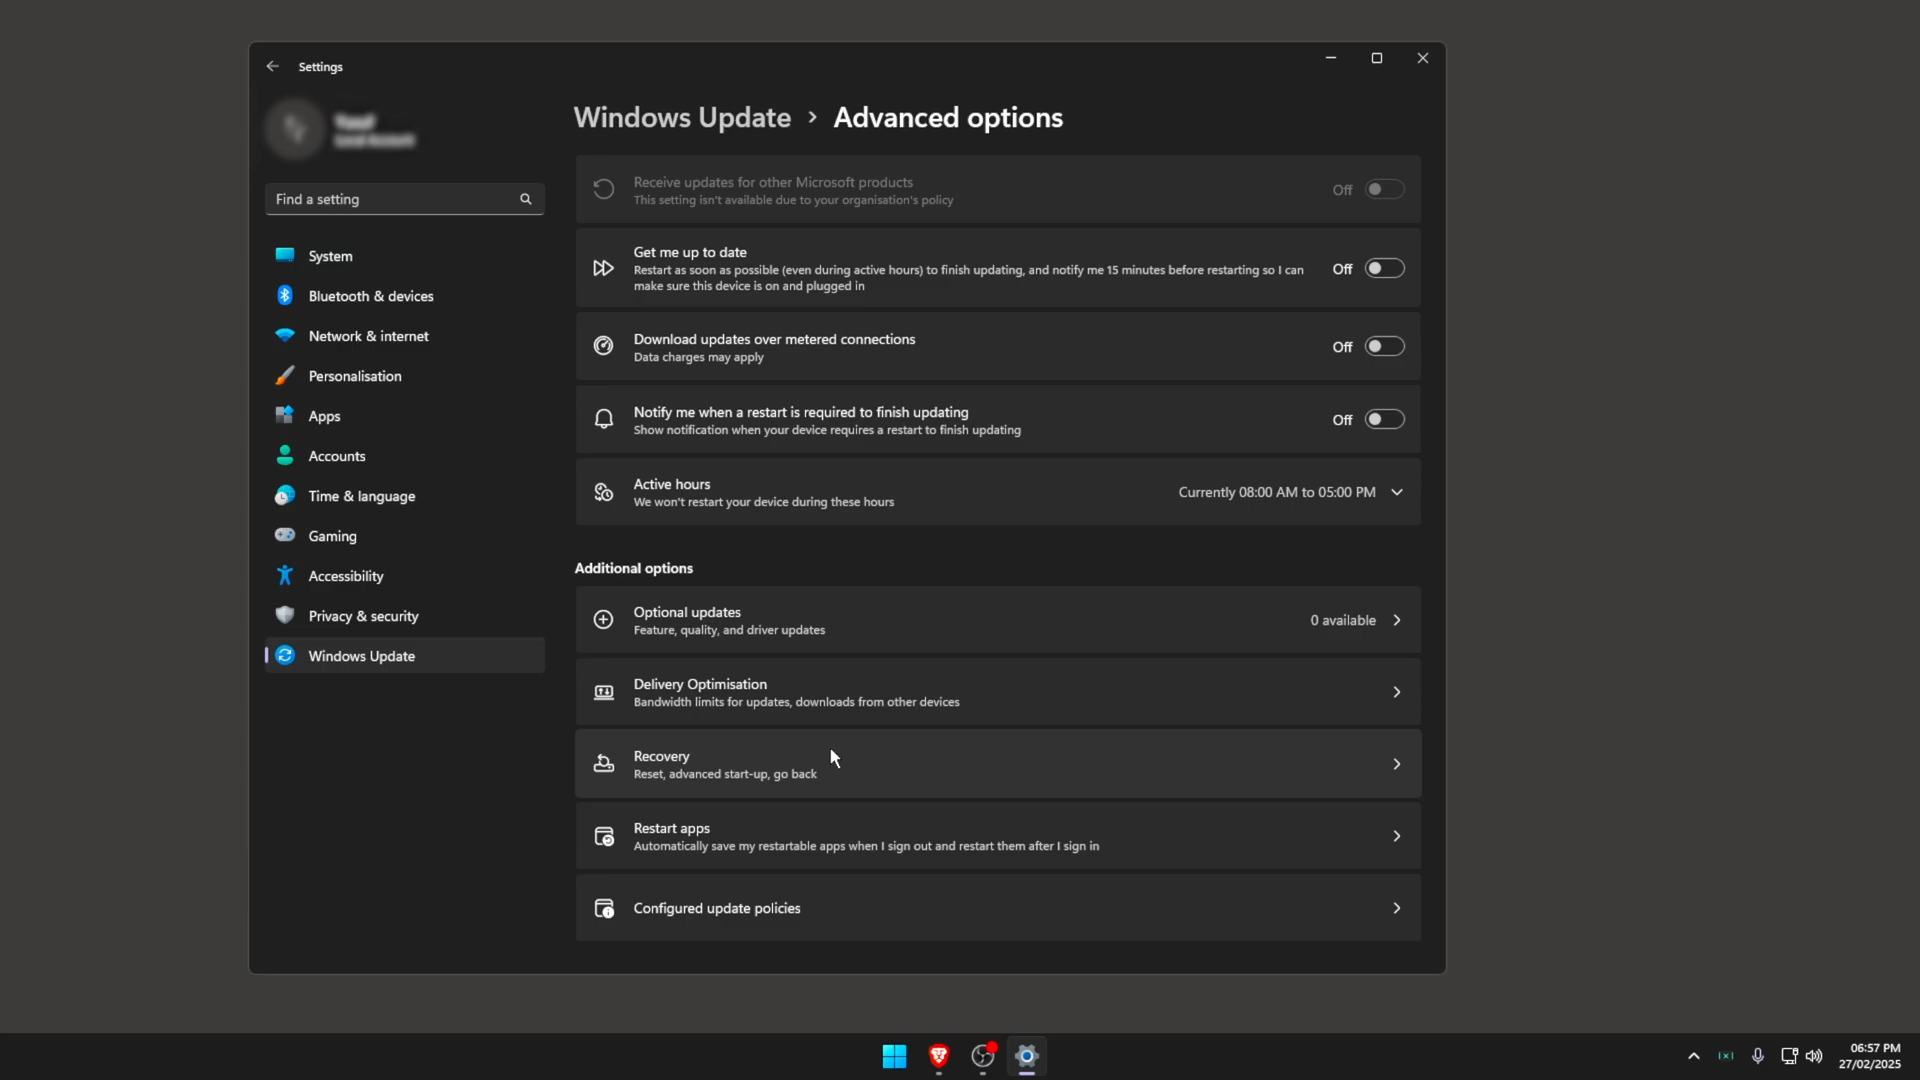 Settings
Find a setting
System
Bluetooth & devices
Network & internet
Personalisation
Apps
Accounts
Time & language
Gaming
Accessibility
Privacy & security
Windows Update
Windows Update > Advanced options
Receive updates for other Microsoft products
This setting isn't available due to your organisation's policy
Off
Get me up to date
Restart as soon as possible (even during active hours) to finish updating, and notify me 15 minutes before restarting so I can
make sure this device is on and plugged in
Off
Download updates over metered connections
Data charges may apply
Off
Notify me when a restart is required to finish updating
Show notification when your device requires a restart to finish updating
Off
Active hours
We won't restart your device during these hours
Currently 08:00 AM to 05:00 PM
Additional options
Optional updates
Feature, quality, and driver updates
0 available
Delivery Optimisation
Bandwidth limits for updates, downloads from other devices
Recovery
Reset, advanced start-up, go back
Restart apps
Automatically save my restartable apps when I sign out and restart them after I sign in
Configured update policies
06:57 PM
27/02/2025